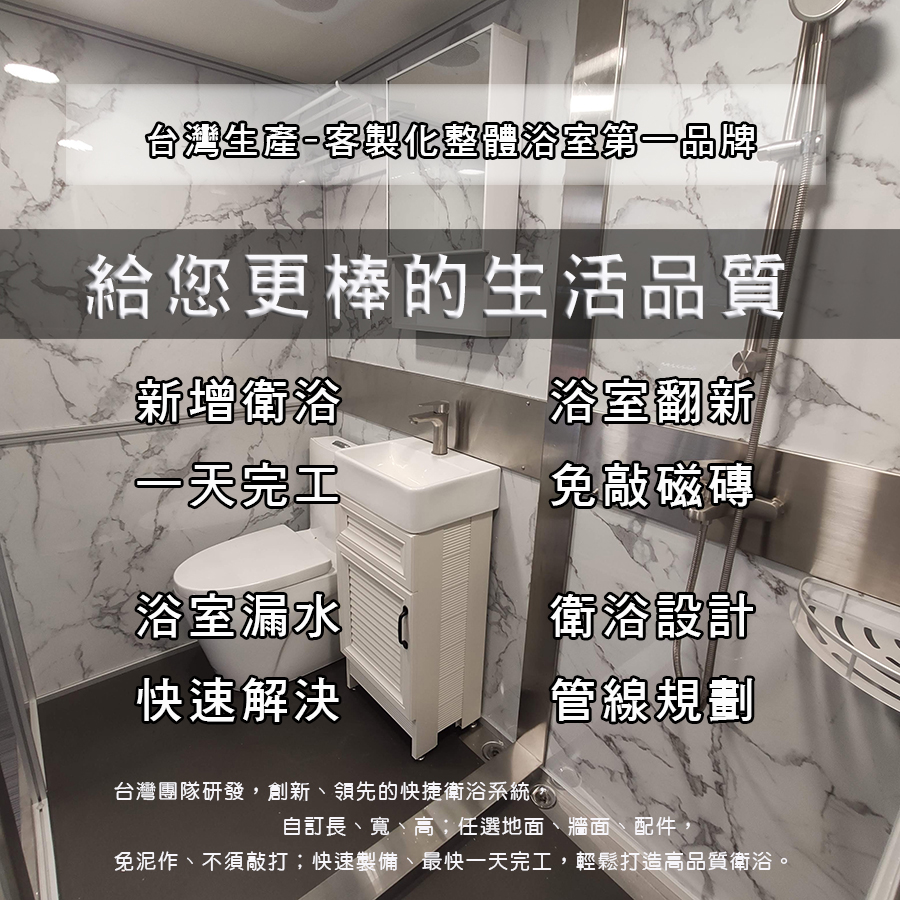 台灣生產-客製化整體浴室第一品牌
給您更棒的生活品質
新增衛浴
一天完工
浴室翻新
免敲磁磚
浴室漏水
快速解決
衛浴設計
管線規劃
台灣團隊研發，創新、領先的快捷衛浴系統，
自訂長、寬、高；任選地面、牆面、配件，
免泥作、不須敲打；快速製備、最快一天完工，輕鬆打造高品質衛浴。